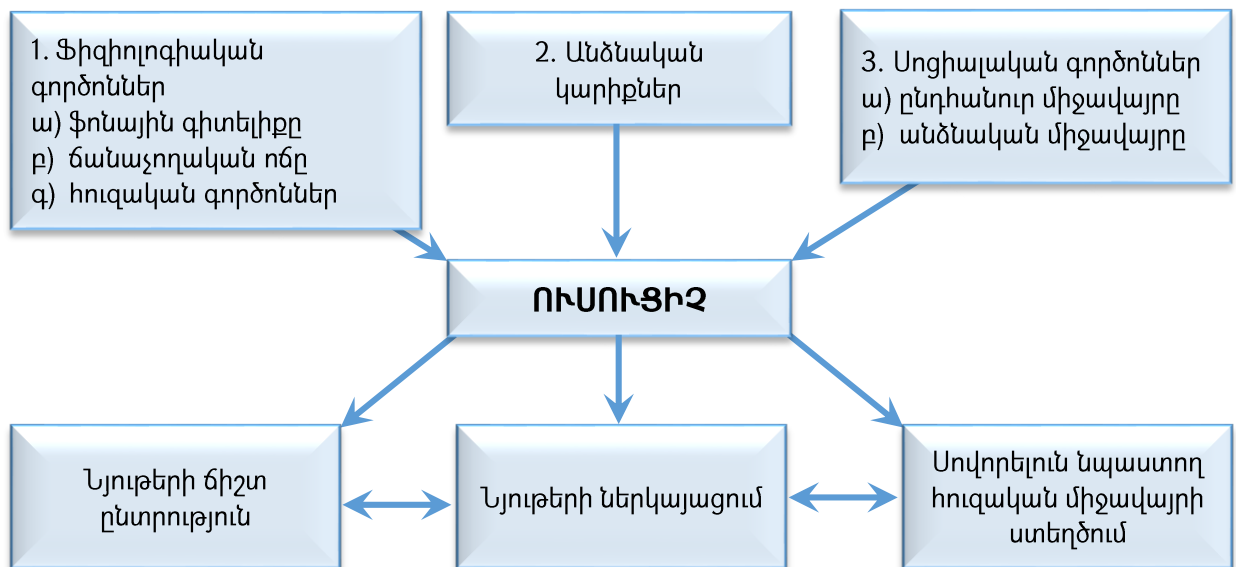 1. Ֆիզիոլոգիական
գործոններ
ա) ֆոնային գիտելիքը
բ) ճանաչողական ոճը
գ) հուզական գործոններ
2. Անձնական
կարիքներ
3. Սոցիալական գործոններ
ա) ընդհանուր միջավայրը
բ) անձնական միջավայրը
ՈՒՍՈՒՑԻՉ
Նյութերի ճիշտ
ընտրություն
Նյութերի ներկայացում
Սովորելուն նպաստող
հուզական միջավայրի
ստեղծում